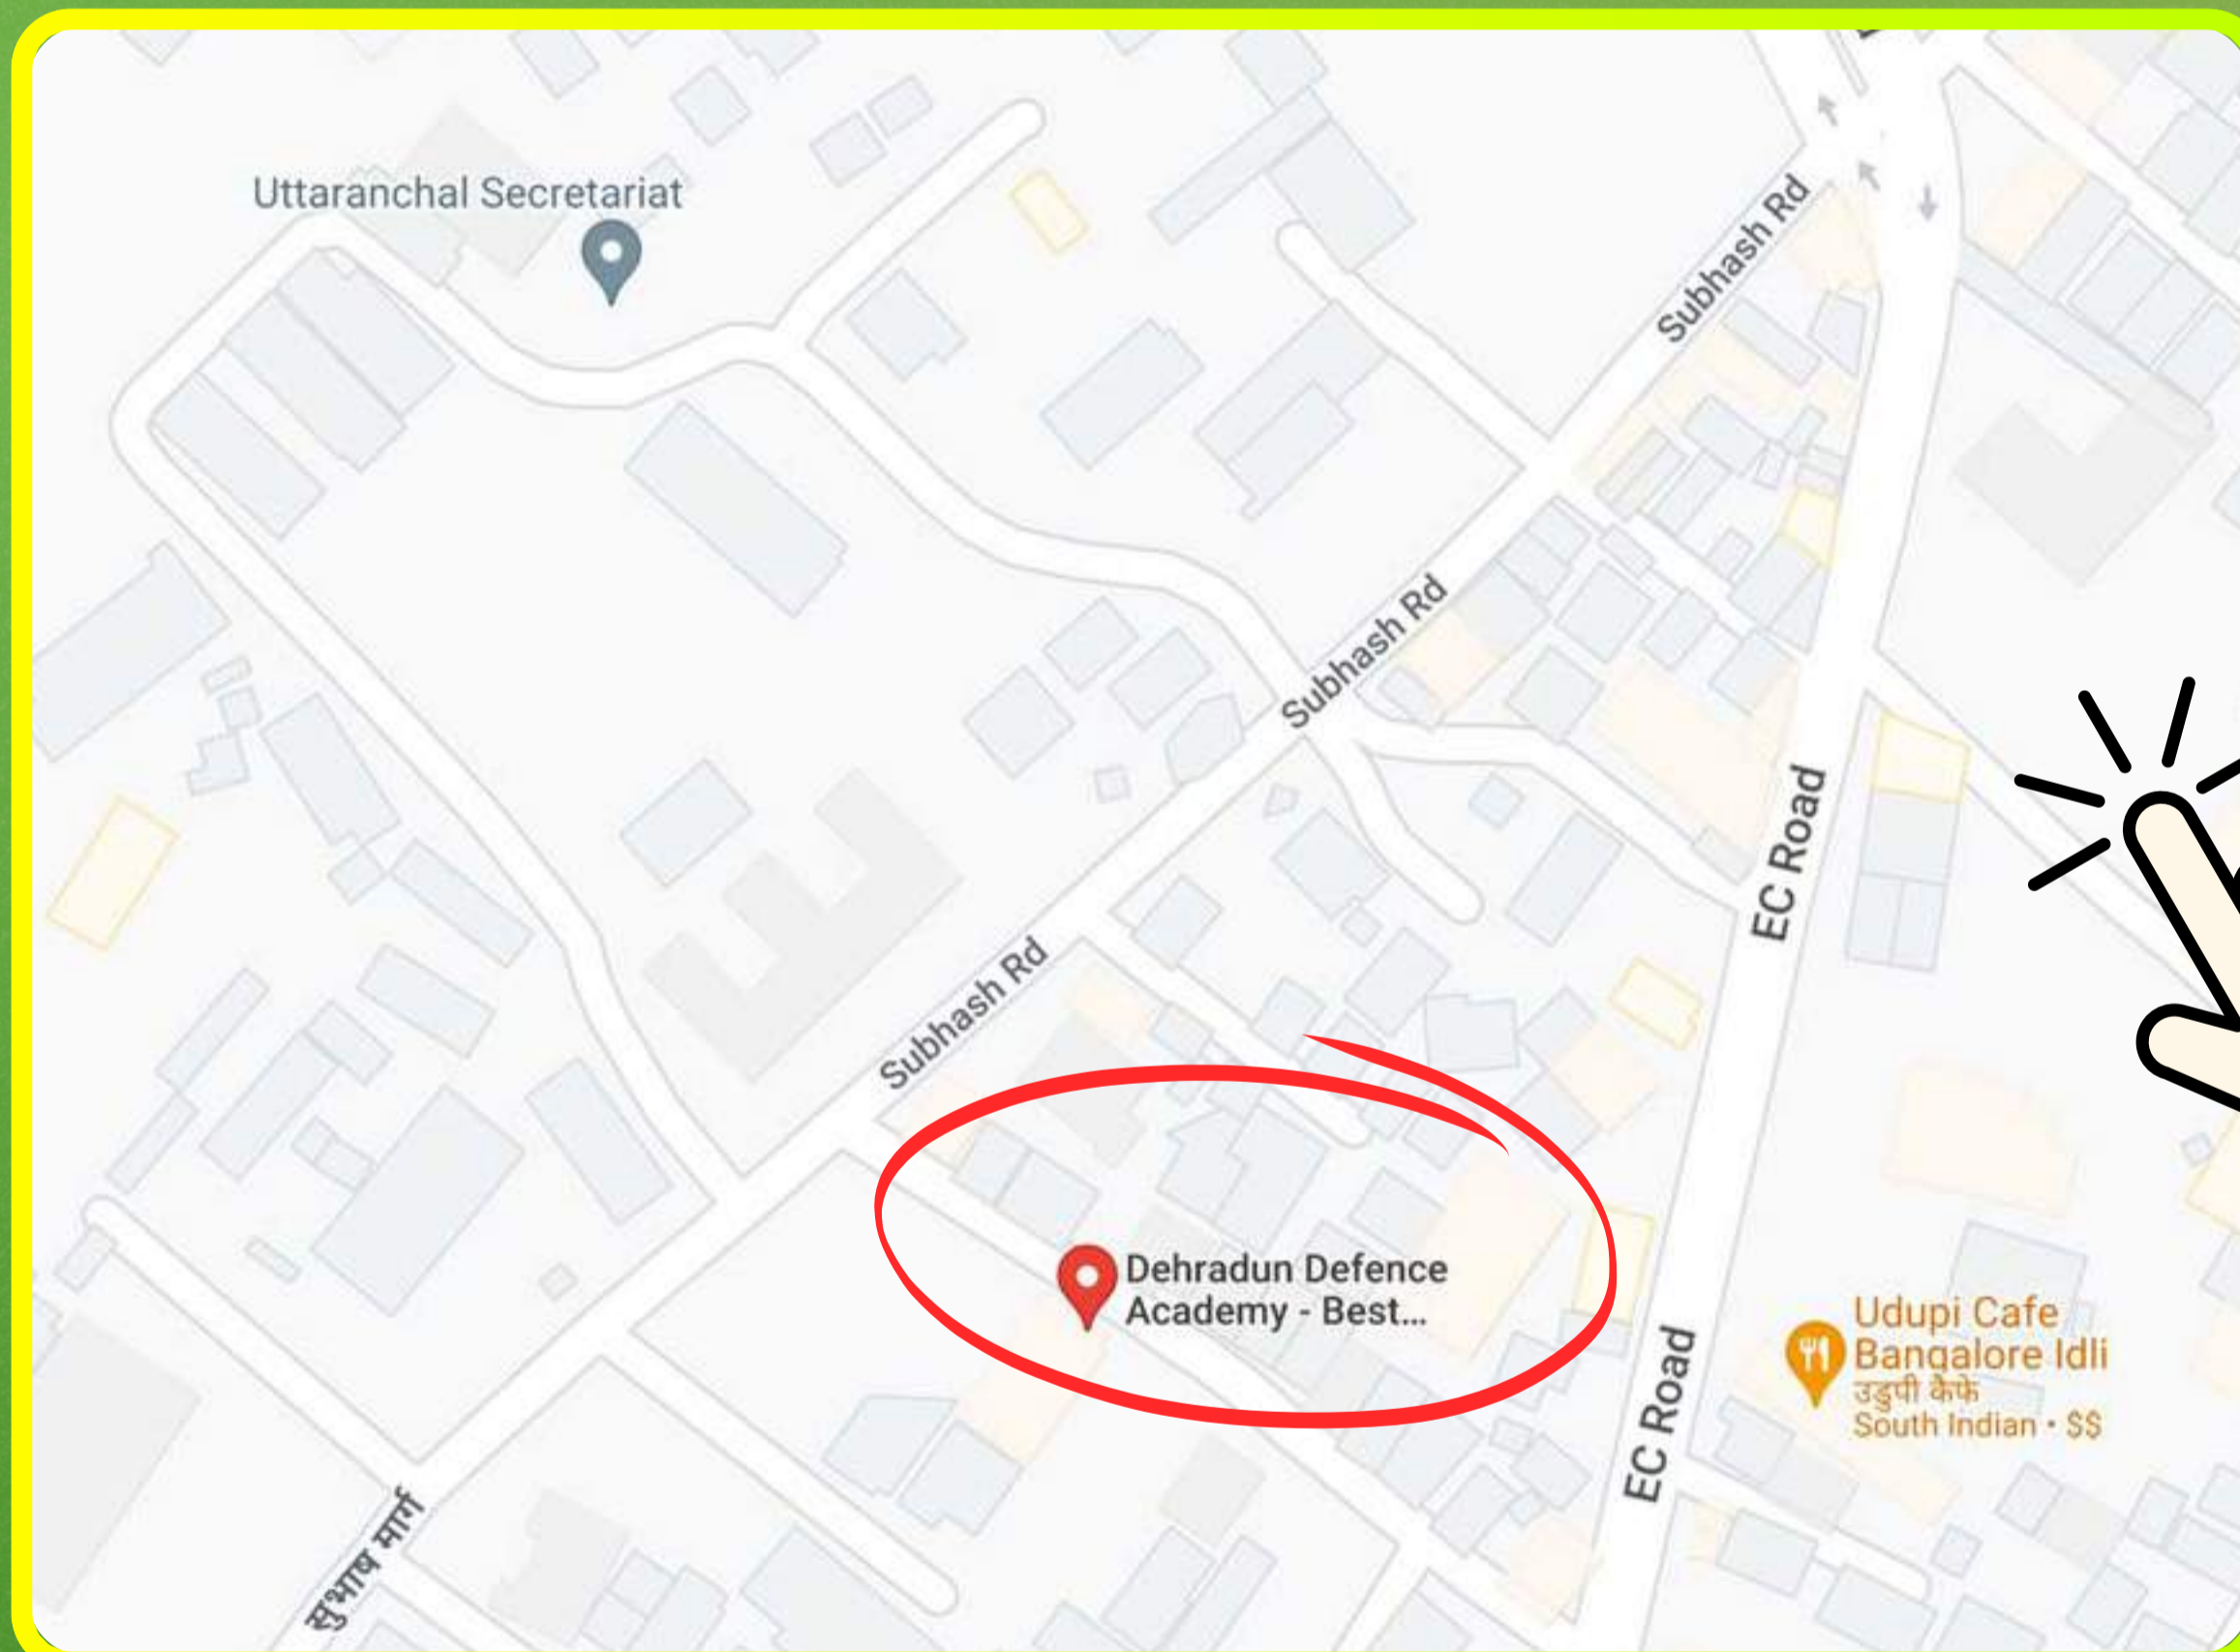 Uttaranchal Secretariat
Subhash Rd
Subhash Rd
EC Road
Subhash Rd
Dehradun Defence
Academy - Best...
Udupi Cafe
Bangalore Idli
उडुपी कैफे
South Indian • $$
EC Road
सुभाष मार्ग